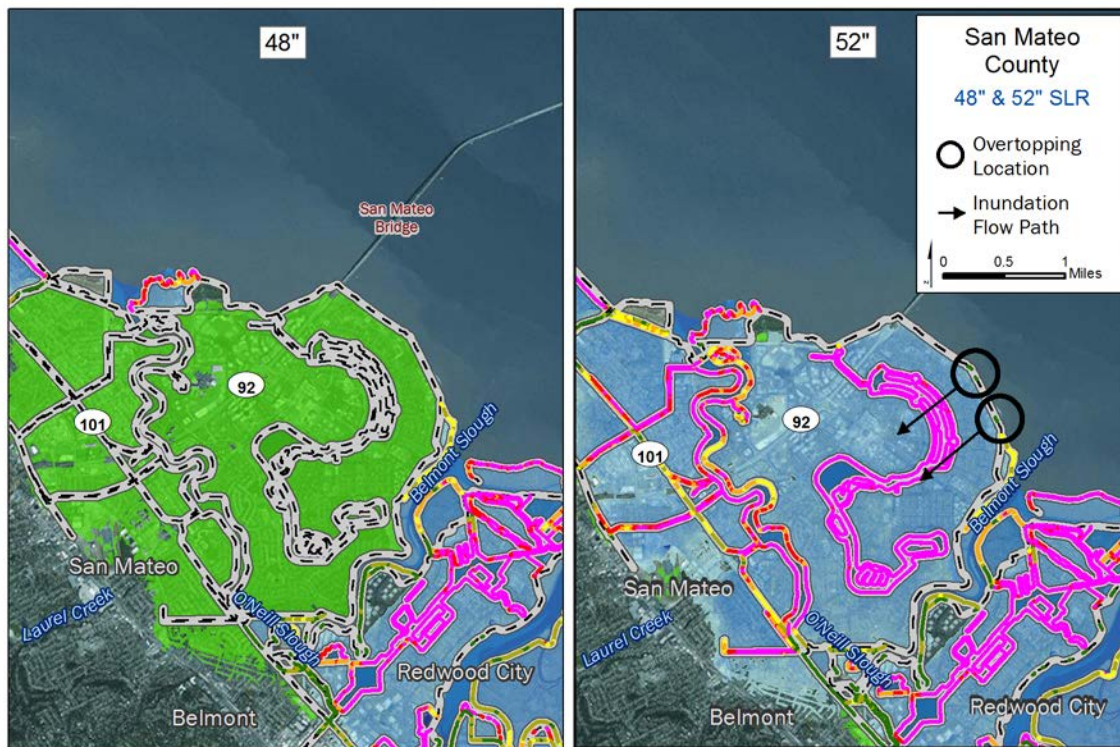 48"
San Mateo
Bridge
92
101
Belmont Slough
San Mateo
O'Neill Slough
Laurel Creek
Redwood City
Belmont
52"
San Mateo
County
48" & 52" SLR
Overtopping
Location
Inundation
Flow Path
0 0.5 1
Miles
92
101
Belmont Slough
San Mateo
O'Neill Slough
Laurel Creek
Redwood City
Belmont